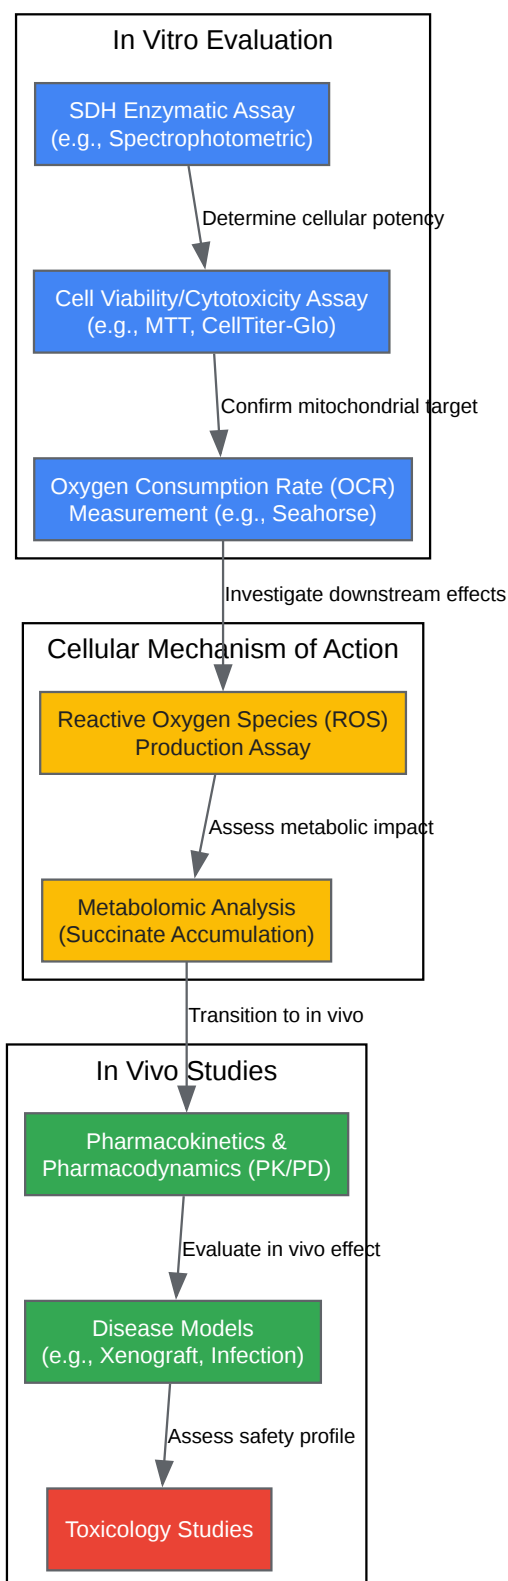 In Vitro Evaluation
SDH Enzymatic Assay
(e.g., Spectrophotometric)
Determine cellular potency
Cell Viability/Cytotoxicity Assay
(e.g., MTT, CellTiter-Glo)
Confirm mitochondrial target
Oxygen Consumption Rate (OCR)
Measurement (e.g., Seahorse)
Investigate downstream effects
Cellular Mechanism of Action
Reactive Oxygen Species (ROS)
Production Assay
Assess metabolic impact
Metabolomic Analysis
(Succinate Accumulation)
Transition to in vivo
In Vivo Studies
Pharmacokinetics &
Pharmacodynamics (PK/PD)
Evaluate in vivo effect
Disease Models
(e.g., Xenograft, Infection)
Assess safety profile
Toxicology Studies